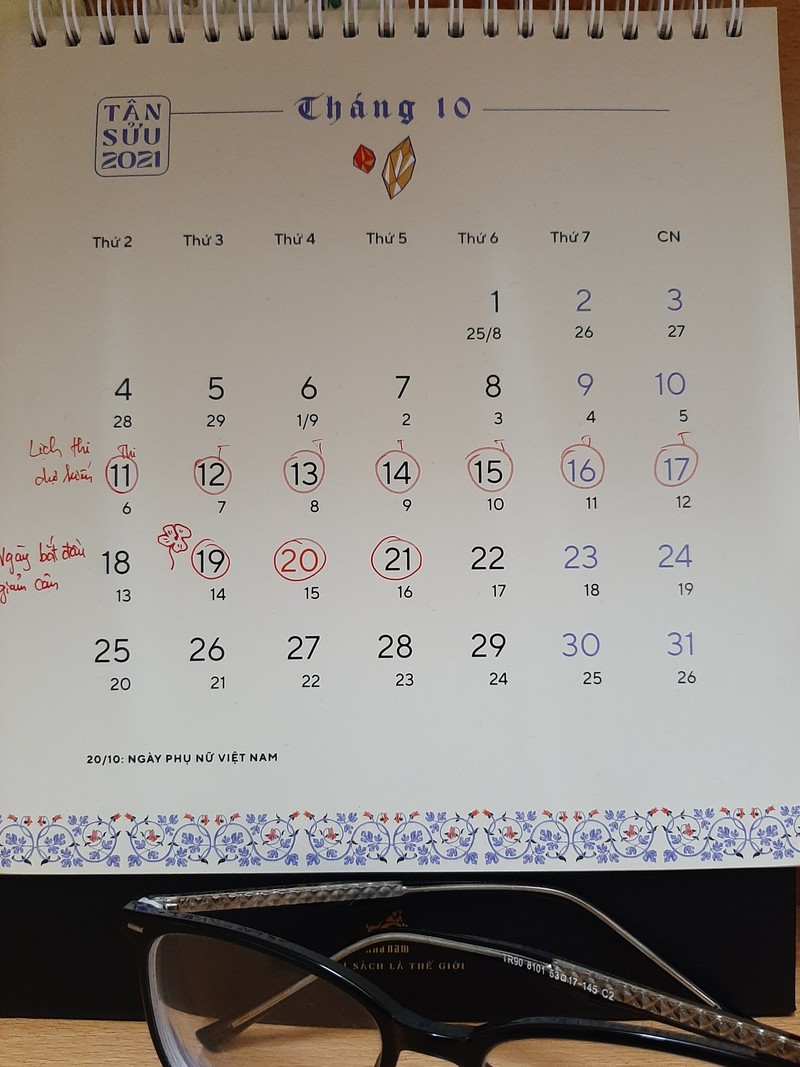 TÂN
SỬU
2021
Tháng 10
Thứ 2 Thứ 3 Thứ 4 Thứ 5 Thứ 6 Thứ 7 CN
1 2 3
25/8 26 27
4 5 6 7 8 9 10
28 29 1/9 2 3 4 5
Lịch thi
dự kiến
Thi T T T T T T
11 12 13 14 15 16 17
6 7 8 9 10 11 12
Ngày bắt đầu
giảm cân
18 19 20 21 22 23 24
13 14 15 16 17 18 19
25 26 27 28 29 30 31
20 21 22 23 24 25 26
20/10: NGÀY PHỤ NỮ VIỆT NAM
SÁCH LÀ THẾ GIỚI
TR90 8101 53□17-145 C2